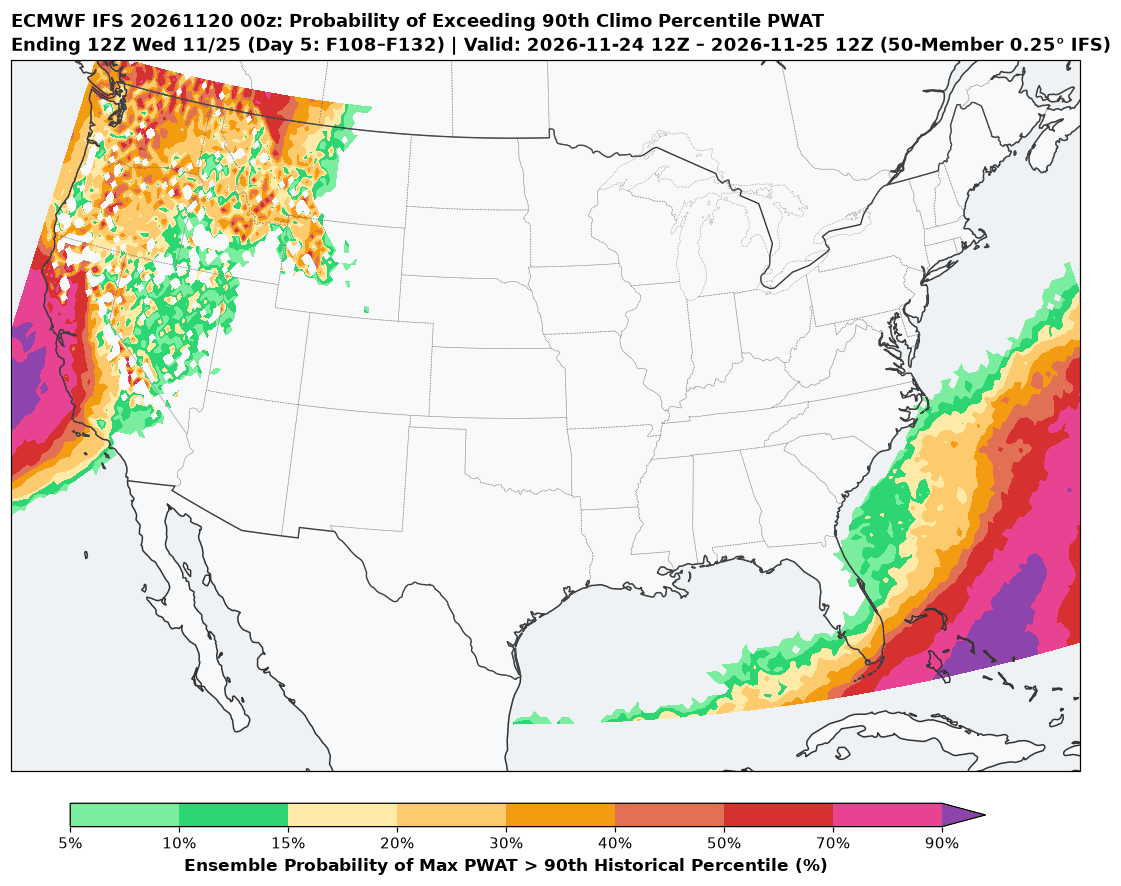 ECMWF IFS 20261120 00z: Probability of Exceeding 90th Climo Percentile PWAT
Ending 12Z Wed 11/25 (Day 5: F108–F132) | Valid: 2026-11-24 12Z – 2026-11-25 12Z (50-Member 0.25° IFS)
5% 10% 15% 20% 30% 40% 50% 70% 90%
Ensemble Probability of Max PWAT > 90th Historical Percentile (%)